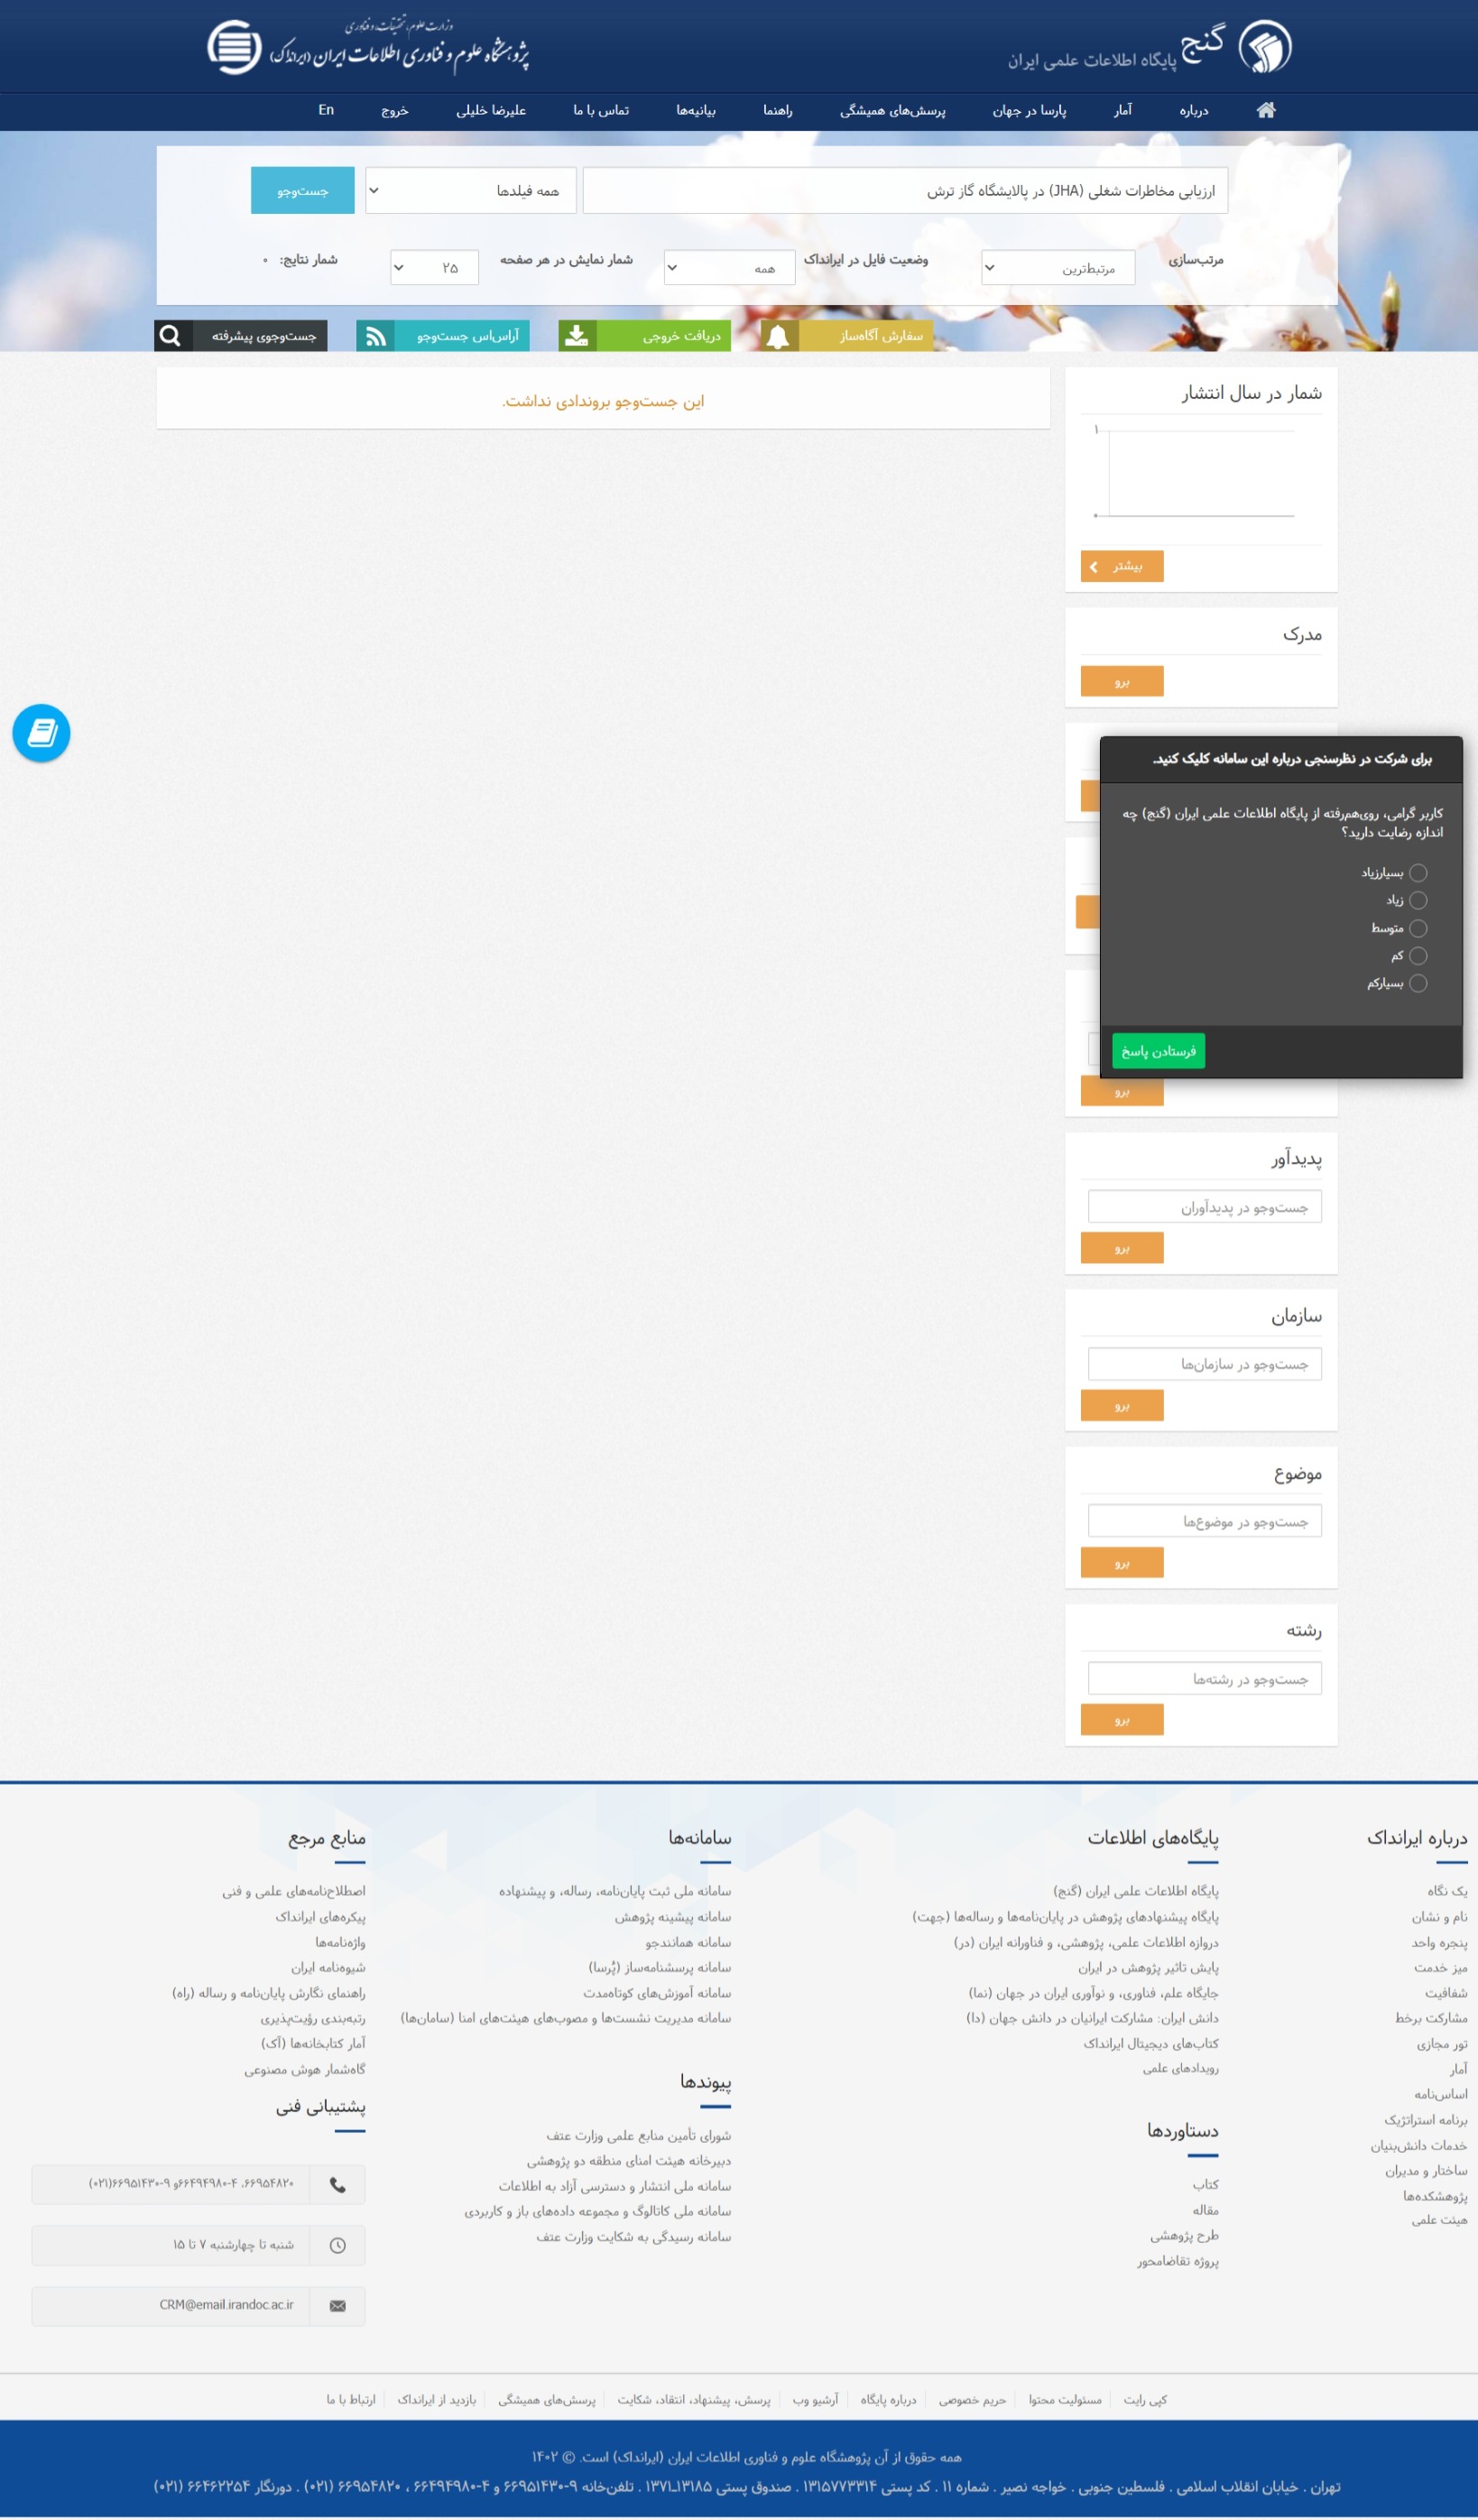 گنج
پایگاه اطلاعات علمی ایران
وزارت علوم، تحقیقات، و فناوری
پژوهشگاه علوم و فناوری اطلاعات ایران (ایرانداک)
درباره
آمار
پارسا در جهان
پرسش‌های همیشگی
راهنما
بیانیه‌ها
تماس با ما
علیرضا خلیلی
خروج
En
ارزیابی مخاطرات شغلی (JHA) در پالایشگاه گاز ترش
همه فیلدها
جست‌وجو
مرتب‌سازی
مرتبط‌ترین
وضعیت فایل در ایرانداک
همه
شمار نمایش در هر صفحه
۲۵
شمار نتایج: ۰
سفارش آگاه‌ساز
دریافت خروجی
آراس‌اس جست‌وجو
جست‌وجوی پیشرفته
شمار در سال انتشار
۱
۰
بیشتر
این جست‌وجو بروندادی نداشت.
مدرک
برو
برای شرکت در نظرسنجی درباره این سامانه کلیک کنید.
کاربر گرامی، روی‌هم‌رفته از پایگاه اطلاعات علمی ایران (گنج) چه
اندازه رضایت دارید؟
بسیارزیاد
زیاد
متوسط
کم
بسیارکم
فرستادن پاسخ
برو
پدیدآور
جست‌وجو در پدیدآوران
برو
سازمان
جست‌وجو در سازمان‌ها
برو
موضوع
جست‌وجو در موضوع‌ها
برو
رشته
جست‌وجو در رشته‌ها
برو
درباره ایرانداک
یک نگاه
نام و نشان
پنجره واحد
میز خدمت
شفافیت
مشارکت برخط
تور مجازی
آمار
اساس‌نامه
برنامه استراتژیک
خدمات دانش‌بنیان
ساختار و مدیران
پژوهشکده‌ها
هیئت علمی
پایگاه‌های اطلاعات
پایگاه اطلاعات علمی ایران (گنج)
پایگاه پیشنهادهای پژوهش در پایان‌نامه‌ها و رساله‌ها (جهت)
دروازه اطلاعات علمی، پژوهشی، و فناورانه ایران (در)
پایش تاثیر پژوهش در ایران
جایگاه علم، فناوری، و نوآوری ایران در جهان (نما)
دانش ایران: مشارکت ایرانیان در دانش جهان (دا)
کتاب‌های دیجیتال ایرانداک
رویدادهای علمی
دستاوردها
کتاب
مقاله
طرح پژوهشی
پروژه تقاضامحور
سامانه‌ها
سامانه ملی ثبت پایان‌نامه، رساله، و پیشنهاده
سامانه پیشینه پژوهش
سامانه همانندجو
سامانه پرسشنامه‌ساز (پُرسا)
سامانه آموزش‌های کوتاه‌مدت
سامانه مدیریت نشست‌ها و مصوب‌های هیئت‌های امنا (سامان‌ها)
پیوندها
شورای تأمین منابع علمی وزارت عتف
دبیرخانه هیئت امنای منطقه دو پژوهشی
سامانه ملی انتشار و دسترسی آزاد به اطلاعات
سامانه ملی کاتالوگ و مجموعه داده‌های باز و کاربردی
سامانه رسیدگی به شکایت وزارت عتف
منابع مرجع
اصطلاح‌نامه‌های علمی و فنی
پیکره‌های ایرانداک
واژه‌نامه‌ها
شیوه‌نامه ایران
راهنمای نگارش پایان‌نامه و رساله (راه)
رتبه‌بندی رؤیت‌پذیری
آمار کتابخانه‌ها (آک)
گاه‌شمار هوش مصنوعی
پشتیبانی فنی
۶۶۹۵۴۸۲۰، ۴-۶۶۴۹۴۹۸۰و ۹-۶۶۹۵۱۴۳۰(۰۲۱)
شنبه تا چهارشنبه ۷ تا ۱۵
CRM@email.irandoc.ac.ir
کپی رایت
مسئولیت محتوا
حریم خصوصی
درباره پایگاه
آرشیو وب
پرسش، پیشنهاد، انتقاد، شکایت
پرسش‌های همیشگی
بازدید از ایرانداک
ارتباط با ما
همه حقوق از آن پژوهشگاه علوم و فناوری اطلاعات ایران (ایرانداک) است. © ۱۴۰۲
تهران . خیابان انقلاب اسلامی . فلسطین جنوبی . خواجه نصیر . شماره ۱۱ . کد پستی ۱۳۱۵۷۷۳۳۱۴ . صندوق پستی ۱۳۱۸۵ـ۱۳۷۱ . تلفن‌خانه ۹-۶۶۹۵۱۴۳۰ و ۴-۶۶۴۹۴۹۸۰ ، ۶۶۹۵۴۸۲۰ (۰۲۱) . دورنگار ۶۶۴۶۲۲۵۴ (۰۲۱)